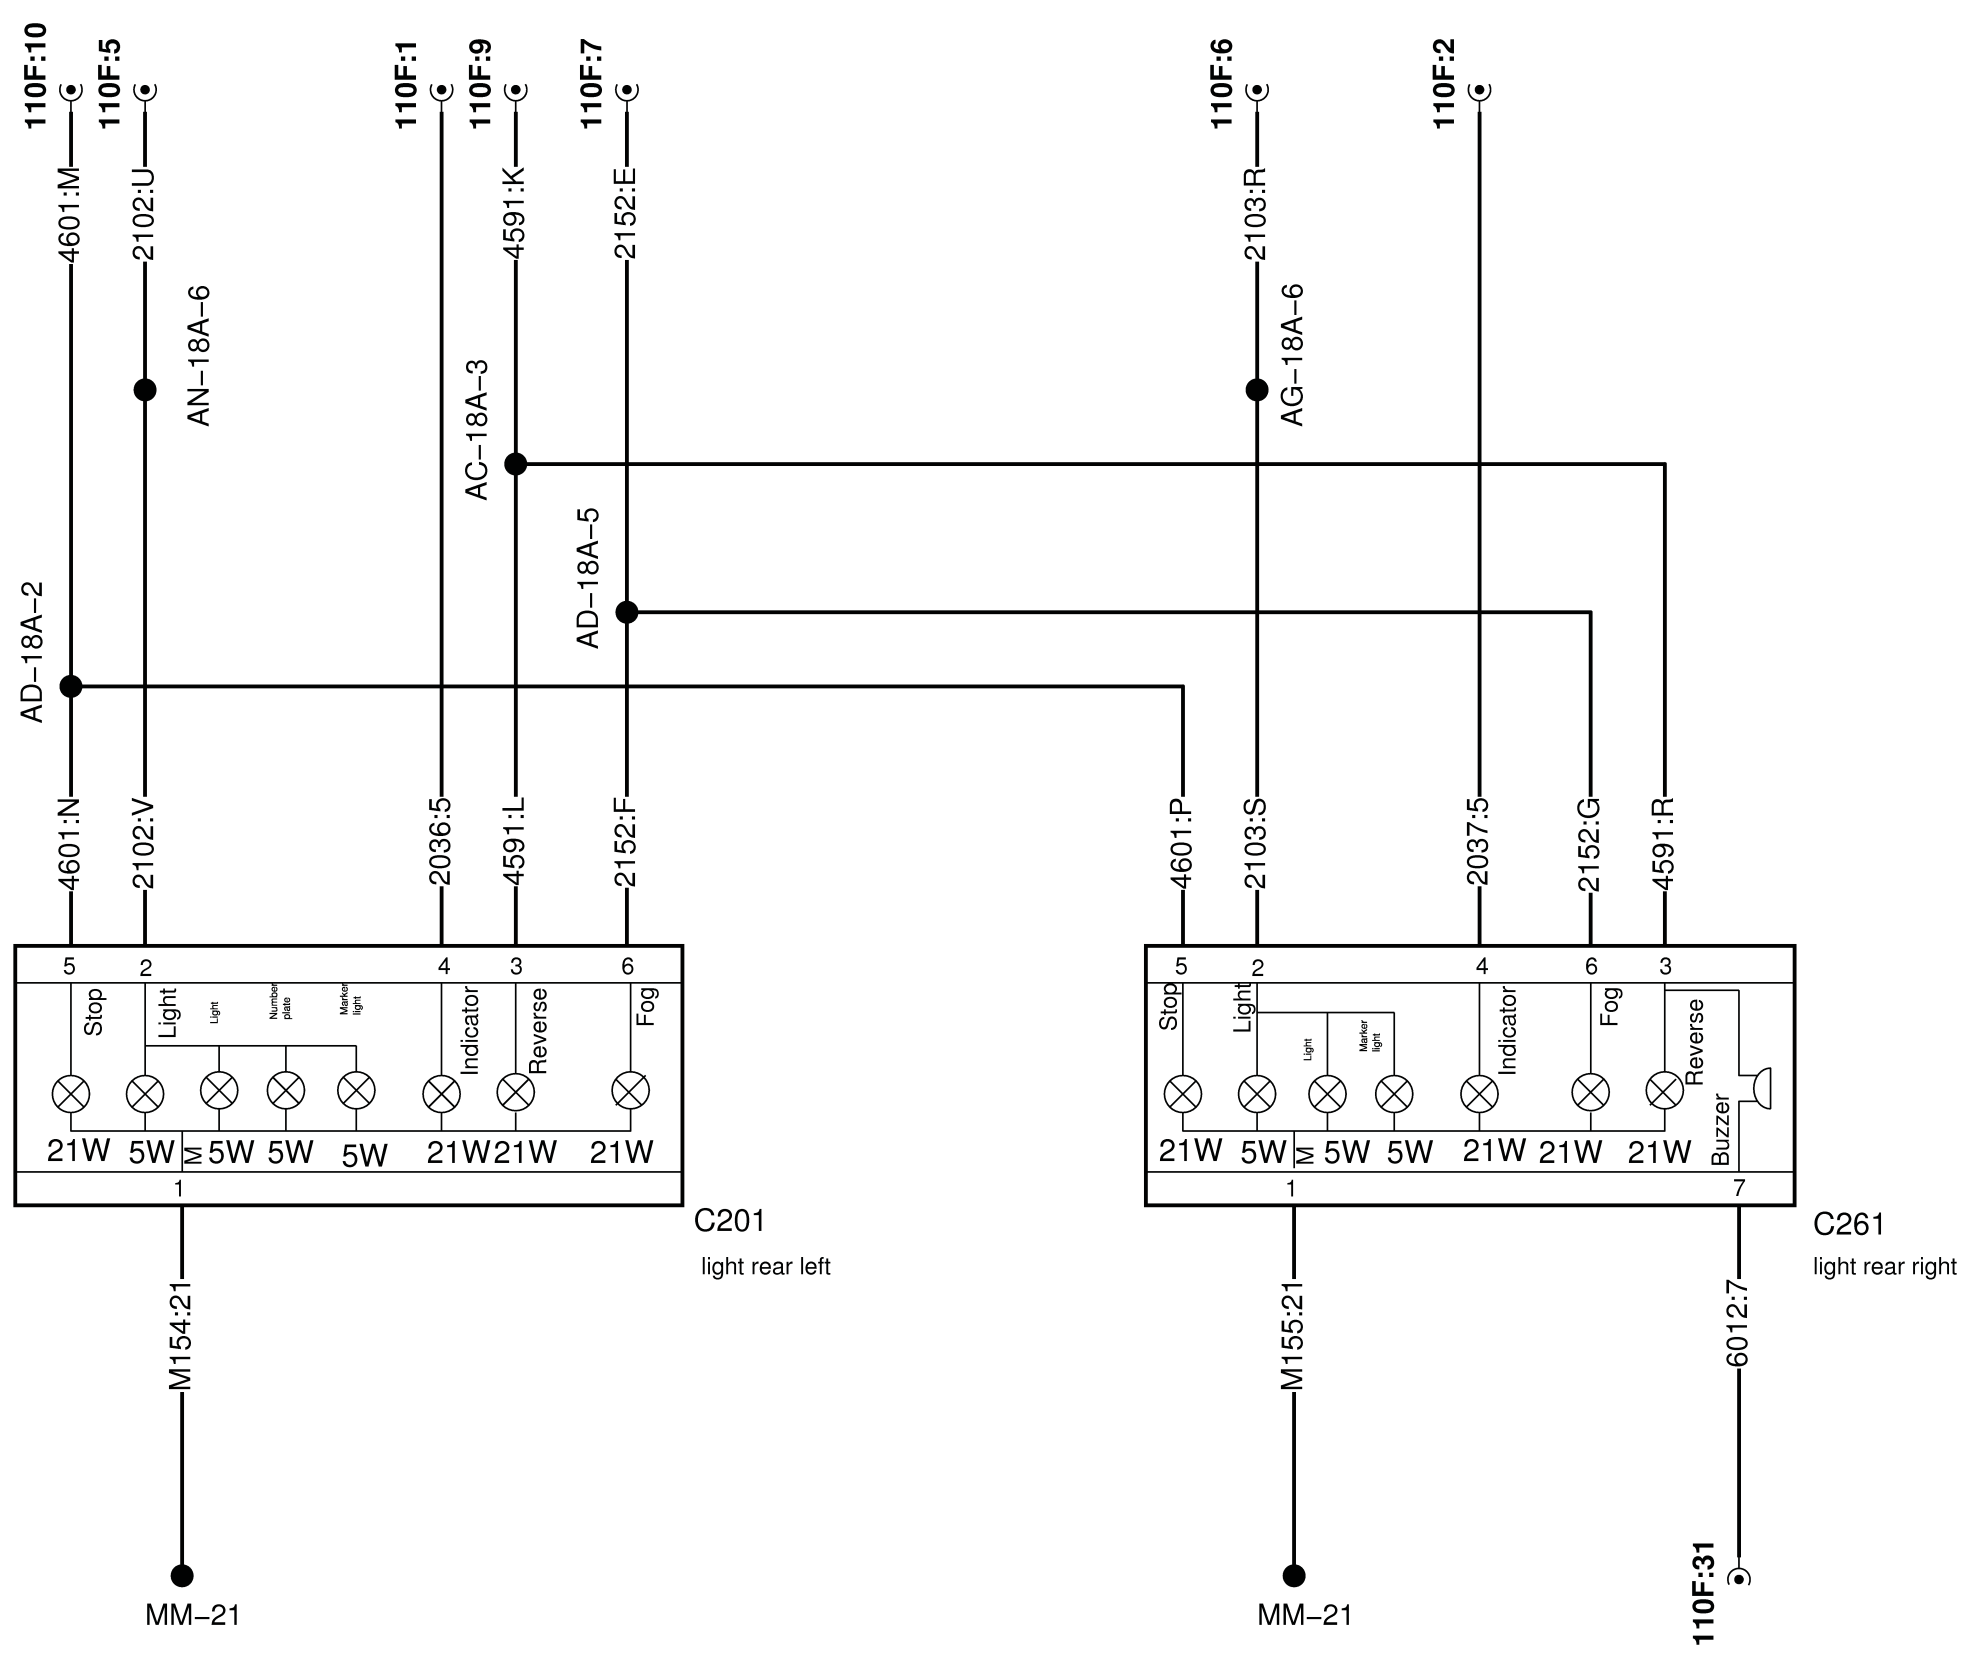 110F:10
110F:5
110F:1
110F:9
110F:7
110F:6
110F:2
4601:M
2102:U
4591:K
2152:E
2103:R
AN-18A-6
AG-18A-6
AC-18A-3
AD-18A-5
AD-18A-2
4601:N
2102:V
2036:5
4591:L
2152:F
4601:P
2103:S
2037:5
2152:G
4591:R
5 2 4 3 6
Stop
Light
Light
Number
plate
Marker
light
Indicator
Reverse
Fog
21W 5W M 5W 5W 5W 21W 21W 21W
1
C201
light rear left
5 2 4 6 3
Stop
Light
Light
Marker
light
Indicator
Fog
Reverse
Buzzer
21W 5W M 5W 5W 21W 21W 21W
1 7
C261
light rear right
M154:21
M155:21
6012:7
MM-21
MM-21
110F:31